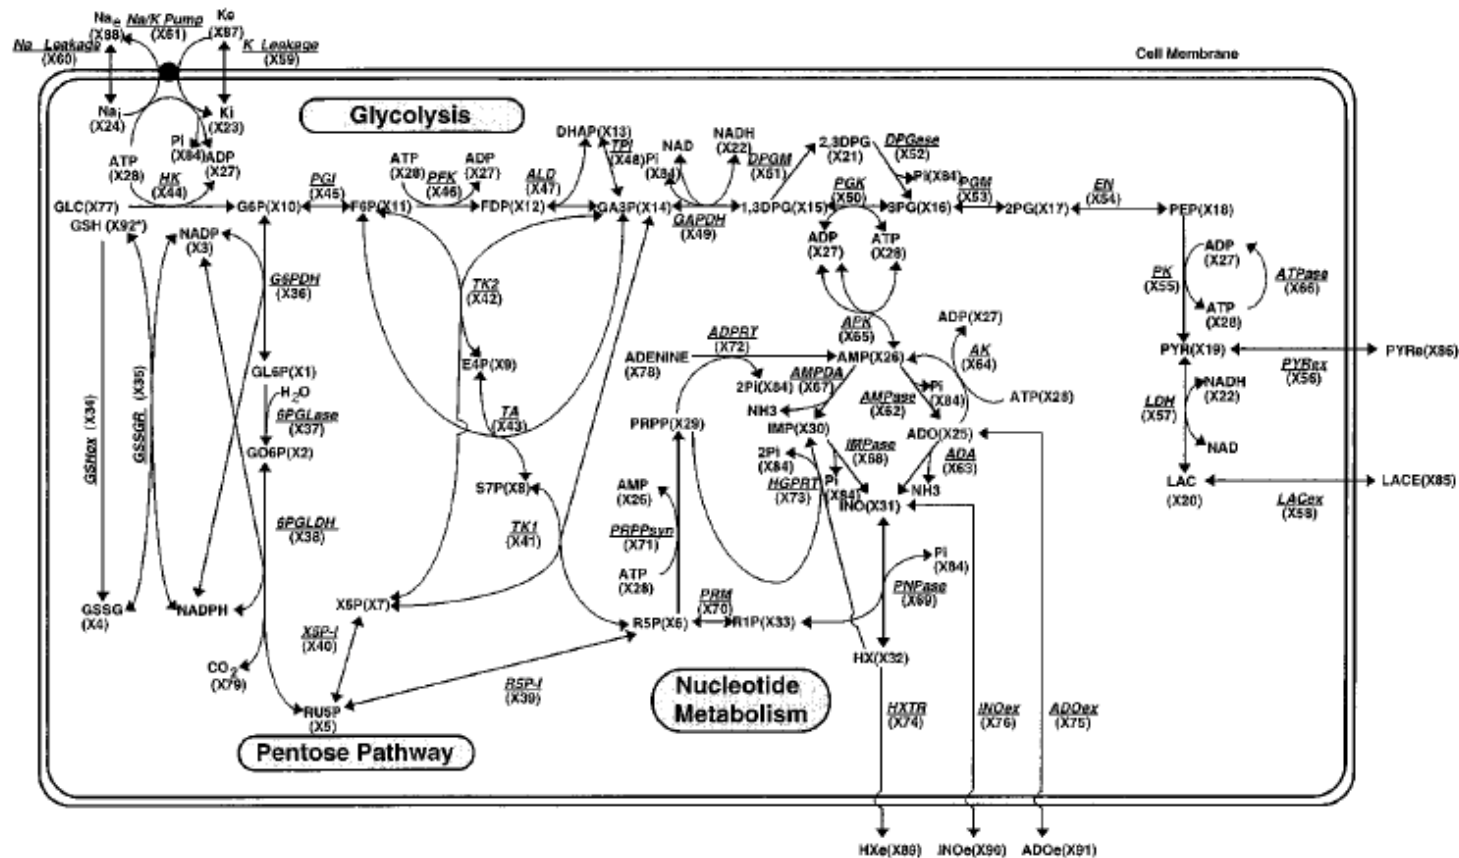 Na/K Pump
(X61)
Nae
(X88)
Ke
(X87)
Na Leakage
(X60)
K Leakage
(X59)
Cell Membrane
Nai
(X24)
Ki
(X23)
Pi
(X84)
ADP
(X27)
ATP
(X28)
HK
(X44)
Glycolysis
GLC(X77)
G6P(X10)
PGI
(X45)
F6P(X11)
ATP
(X28)
ADP
(X27)
PFK
(X46)
FDP(X12)
ALD
(X47)
DHAP(X13)
TPI
(X48)
GA3P(X14)
Pi
(X84)
NAD
NADH
(X22)
GAPDH
(X49)
1,3DPG(X15)
DPGM
(X51)
2,3DPG
(X21)
DPGase
(X52)
Pi(X84)
PGK
(X50)
3PG(X16)
PGM
(X53)
2PG(X17)
EN
(X54)
PEP(X18)
ADP
(X27)
ATP
(X28)
GSH (X92*)
NADP
(X3)
G6PDH
(X36)
GL6P(X1)
H2O
6PGLase
(X37)
GO6P(X2)
6PGLDH
(X38)
GSHox (X34)
GSSGR (X35)
GSSG
(X4)
NADPH
CO2
(X79)
RU5P
(X5)
X5P-I
(X40)
X5P(X7)
R5P-I
(X39)
TK2
(X42)
E4P(X9)
TA
(X43)
S7P(X8)
TK1
(X41)
R5P(X6)
PRM
(X70)
R1P(X33)
AMP
(X26)
PRPPsyn
(X71)
ATP
(X28)
PRPP(X29)
ADENINE
(X78)
ADPRT
(X72)
2Pi(X84)
APK
(X65)
AMP(X26)
AMPDA
(X67)
NH3
IMP(X30)
AMPase
(X62)
Pi
(X84)
ADP(X27)
AK
(X64)
ATP(X28)
ADO(X25)
ADA
(X63)
NH3
IMPase
(X68)
Pi
(X84)
2Pi
(X84)
HGPRT
(X73)
INO(X31)
Pi
(X84)
PNPase
(X69)
HX(X32)
HXTR
(X74)
INOex
(X76)
ADOex
(X75)
HXe(X89)
INOe(X90)
ADOe(X91)
PK
(X55)
ADP
(X27)
ATP
(X28)
ATPase
(X66)
PYR(X19)
PYRex
(X56)
PYRe(X86)
LDH
(X57)
NADH
(X22)
NAD
LAC
(X20)
LACex
(X58)
LACE(X85)
Nucleotide
Metabolism
Pentose Pathway